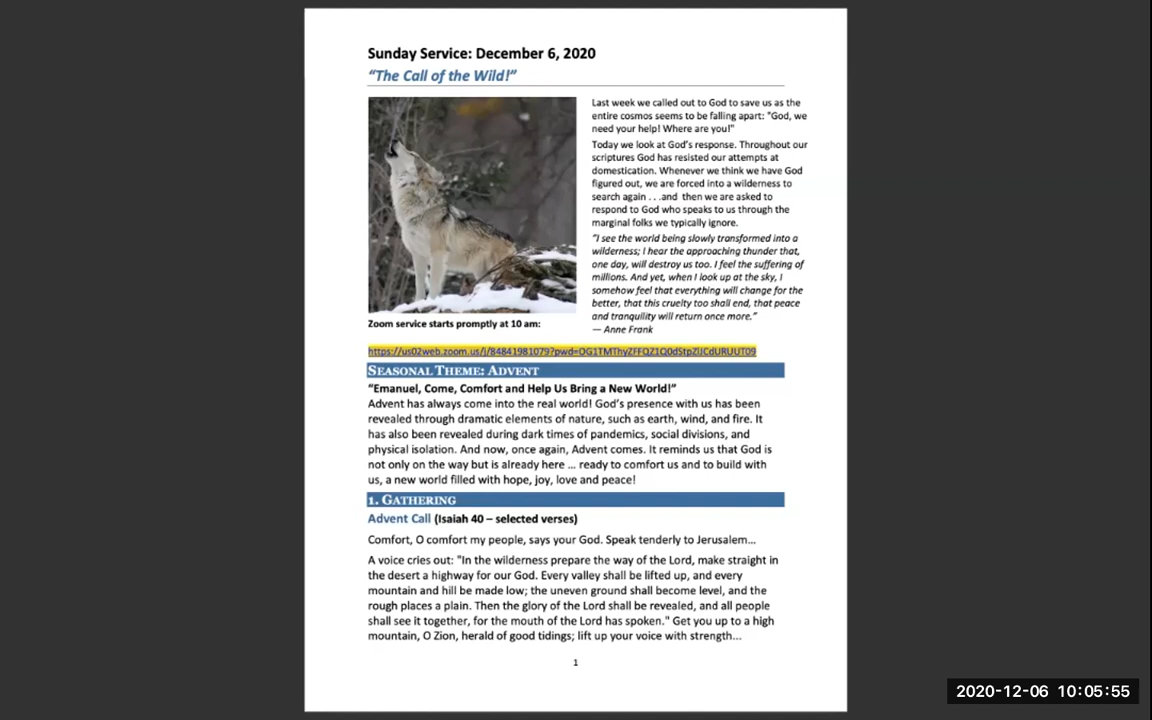 Sunday Service: December 6, 2020
“The Call of the Wild!”
Last week we called out to God to save us as the
entire cosmos seems to be falling apart: "God, we
need your help! Where are you!"
Today we look at God’s response. Throughout our
scriptures God has resisted our attempts at
domestication. Whenever we think we have God
figured out, we are forced into a wilderness to
search again . . .and then we are asked to
respond to God who speaks to us through the
marginal folks we typically ignore.
“I see the world being slowly transformed into a
wilderness; I hear the approaching thunder that,
one day, will destroy us too. I feel the suffering of
millions. And yet, when I look up at the sky, I
somehow feel that everything will change for the
better, that this cruelty too shall end, that peace
and tranquility will return once more.”
— Anne Frank
Zoom service starts promptly at 10 am:
https://us02web.zoom.us/j/84841981079?pwd=OG1TMThyZFFQZ1Q0dStpZlJCdURUUT09
SEASONAL THEME: ADVENT
“Emanuel, Come, Comfort and Help Us Bring a New World!”
Advent has always come into the real world! God’s presence with us has been
revealed through dramatic elements of nature, such as earth, wind, and fire. It
has also been revealed during dark times of pandemics, social divisions, and
physical isolation. And now, once again, Advent comes. It reminds us that God is
not only on the way but is already here … ready to comfort us and to build with
us, a new world filled with hope, joy, love and peace!
1. GATHERING
Advent Call (Isaiah 40 – selected verses)
Comfort, O comfort my people, says your God. Speak tenderly to Jerusalem…
A voice cries out: "In the wilderness prepare the way of the Lord, make straight in
the desert a highway for our God. Every valley shall be lifted up, and every
mountain and hill be made low; the uneven ground shall become level, and the
rough places a plain. Then the glory of the Lord shall be revealed, and all people
shall see it together, for the mouth of the Lord has spoken." Get you up to a high
mountain, O Zion, herald of good tidings; lift up your voice with strength…
1
2020-12-06 10:05:55